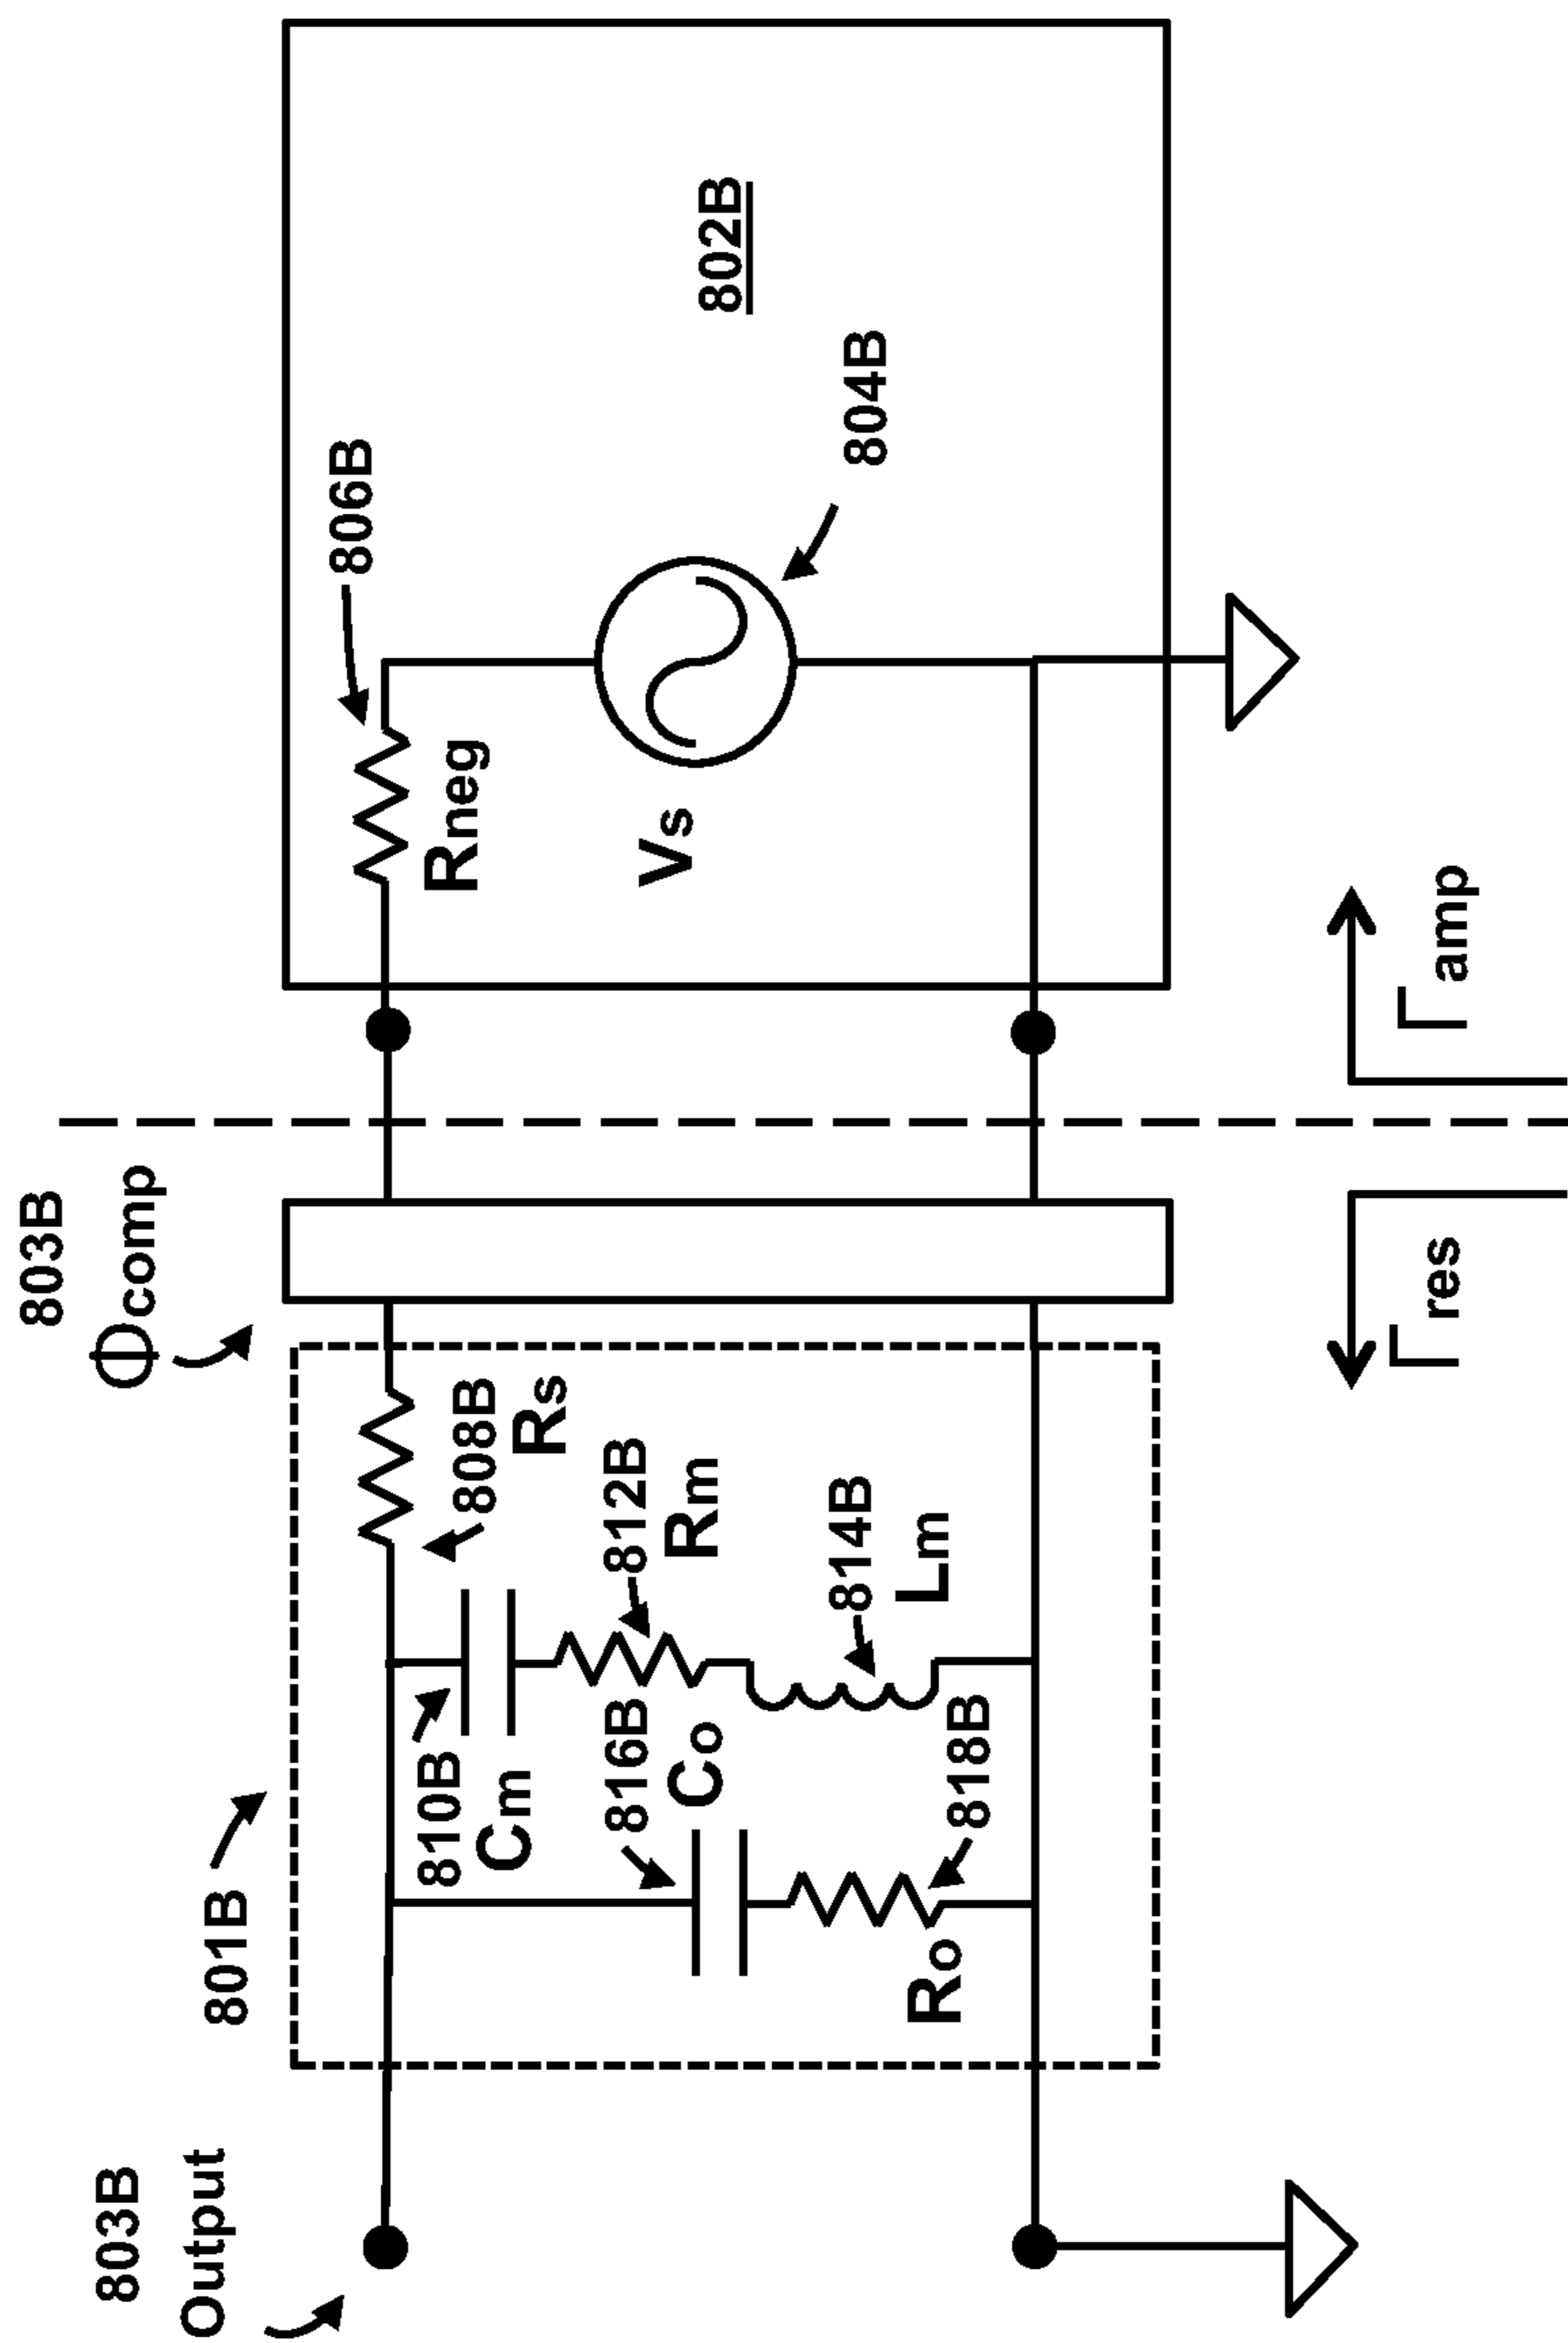 803B
Output
801B
803B
Φcomp
808B
Rs
810B
Cm
812B
Rm
814B
Lm
816B
Co
818B
Ro
806B
Rneg
Vs
804B
802B
Γres
Γamp